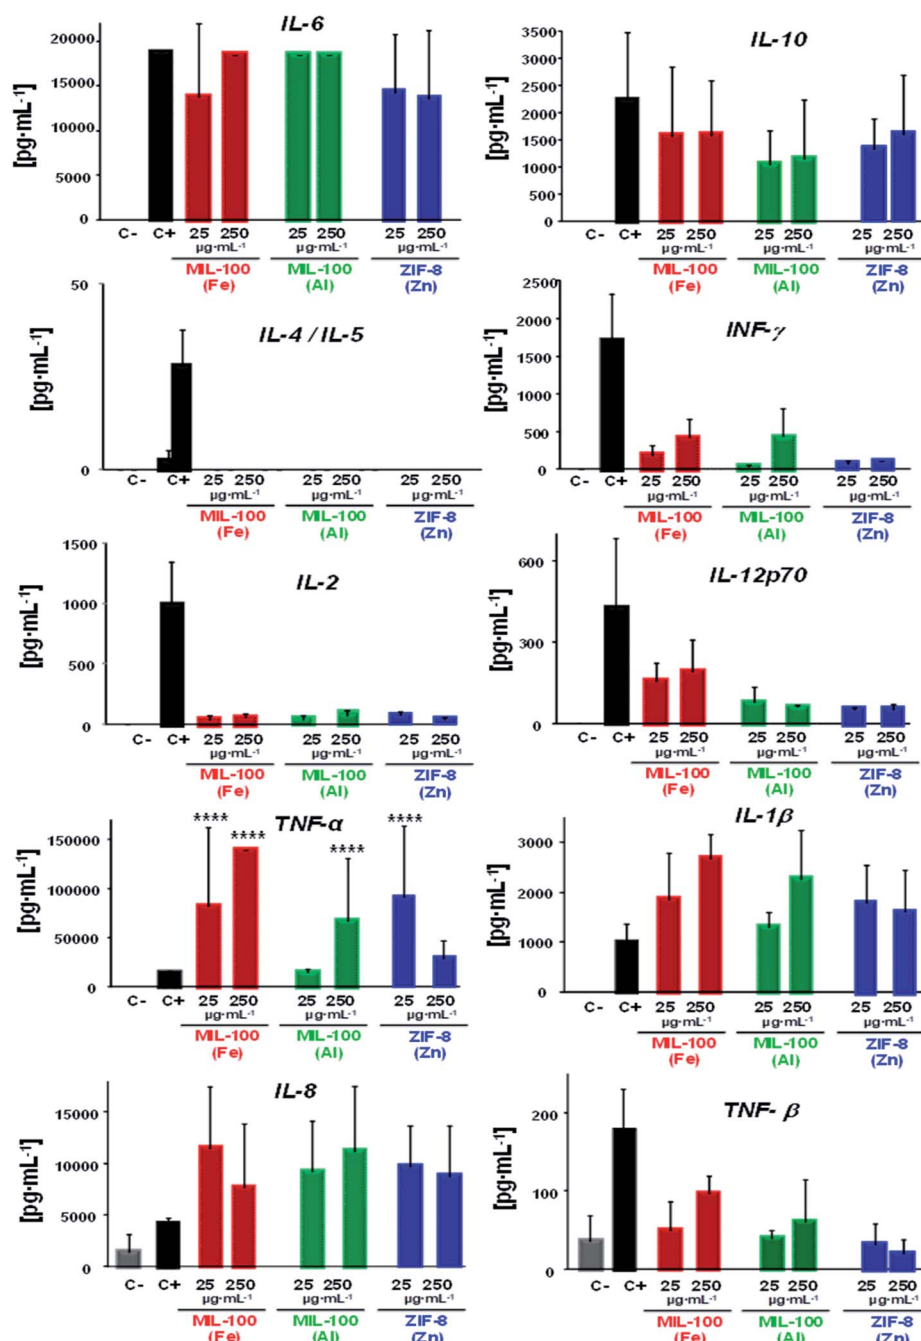 IL-6
[pg·mL-1]
20000
15000
10000
5000
0
C- C+ 25 250 25 250 25 250
µg·mL-1 µg·mL-1 µg·mL-1
MIL-100 MIL-100 ZIF-8
(Fe) (Al) (Zn)
IL-10
[pg·mL-1]
3500
3000
2500
2000
1500
1000
500
0
C- C+ 25 250 25 250 25 250
µg·mL-1 µg·mL-1 µg·mL-1
MIL-100 MIL-100 ZIF-8
(Fe) (Al) (Zn)
IL-4 / IL-5
[pg·mL-1]
50
0
C- C+ 25 250 25 250 25 250
µg·mL-1 µg·mL-1 µg·mL-1
MIL-100 MIL-100 ZIF-8
(Fe) (Al) (Zn)
INF-γ
[pg·mL-1]
2500
2000
1500
1000
500
0
C- C+ 25 250 25 250 25 250
µg·mL-1 µg·mL-1 µg·mL-1
MIL-100 MIL-100 ZIF-8
(Fe) (Al) (Zn)
IL-2
[pg·mL-1]
1500
1000
500
0
C- C+ 25 250 25 250 25 250
µg·mL-1 µg·mL-1 µg·mL-1
MIL-100 MIL-100 ZIF-8
(Fe) (Al) (Zn)
IL-12p70
[pg·mL-1]
600
300
0
C- C+ 25 250 25 250 25 250
µg·mL-1 µg·mL-1 µg·mL-1
MIL-100 MIL-100 ZIF-8
(Fe) (Al) (Zn)
TNF-α
[pg·mL-1]
150000
100000
50000
0
**** **** **** ****
C- C+ 25 250 25 250 25 250
µg·mL-1 µg·mL-1 µg·mL-1
MIL-100 MIL-100 ZIF-8
(Fe) (Al) (Zn)
IL-1β
[pg·mL-1]
3000
2000
1000
0
C- C+ 25 250 25 250 25 250
µg·mL-1 µg·mL-1 µg·mL-1
MIL-100 MIL-100 ZIF-8
(Fe) (Al) (Zn)
IL-8
[pg·mL-1]
15000
10000
5000
0
C- C+ 25 250 25 250 25 250
µg·mL-1 µg·mL-1 µg·mL-1
MIL-100 MIL-100 ZIF-8
(Fe) (Al) (Zn)
TNF- β
[pg·mL-1]
200
100
0
C- C+ 25 250 25 250 25 250
µg·mL-1 µg·mL-1 µg·mL-1
MIL-100 MIL-100 ZIF-8
(Fe) (Al) (Zn)